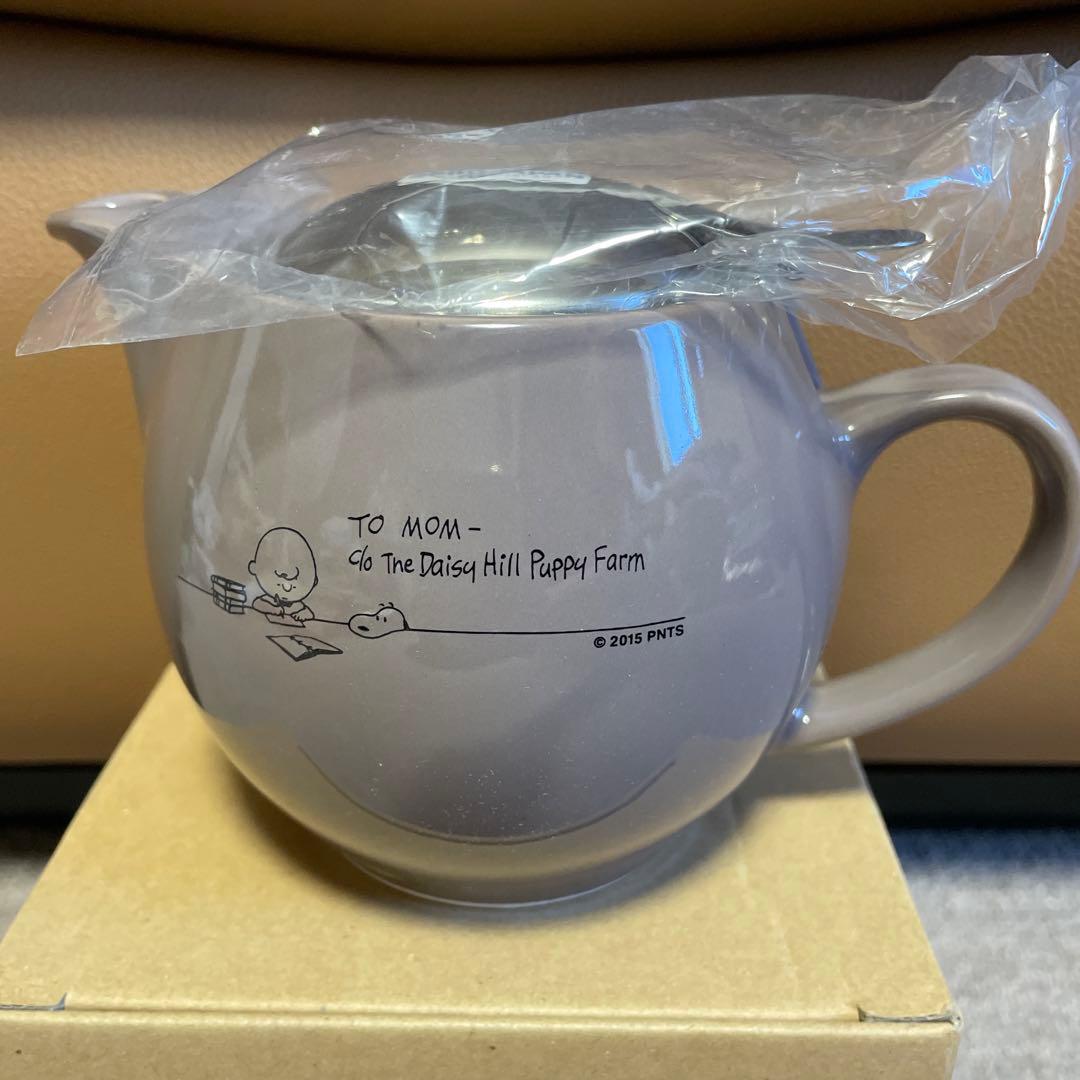 TO MOM-
c/o The Daisy Hill Puppy Farm
© 2015 PNTS